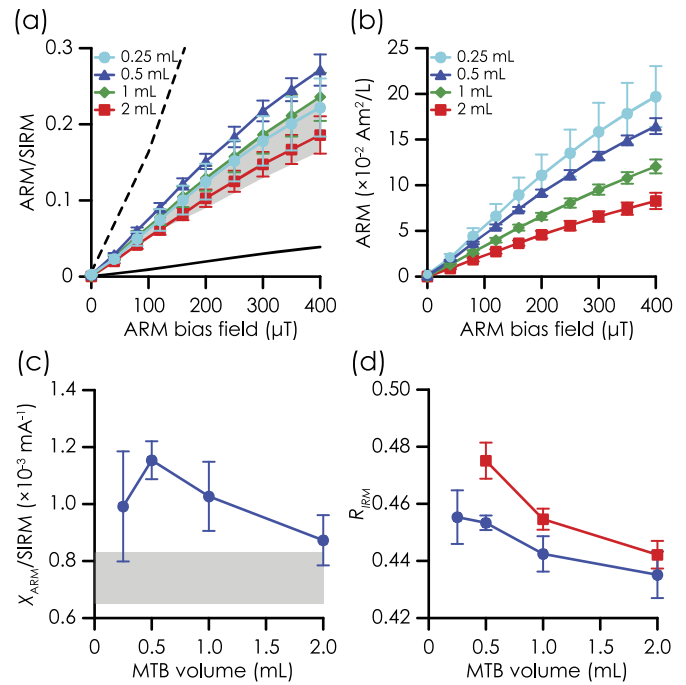 (a)
0.3
0.2
0.1
0
ARM/SIRM
0.25 mL
0.5 mL
1 mL
2 mL
0 100 200 300 400
ARM bias field (µT)
(b)
25
20
15
10
5
0
ARM (×10⁻² Am²/L)
0.25 mL
0.5 mL
1 mL
2 mL
0 100 200 300 400
ARM bias field (µT)
(c)
1.4
1.2
1.0
0.8
0.6
X_ARM/SIRM (×10⁻³ mA⁻¹)
0 0.5 1.0 1.5 2.0
MTB volume (mL)
(d)
0.50
0.48
0.46
0.44
0.42
R_IRM
0 0.5 1.0 1.5 2.0
MTB volume (mL)